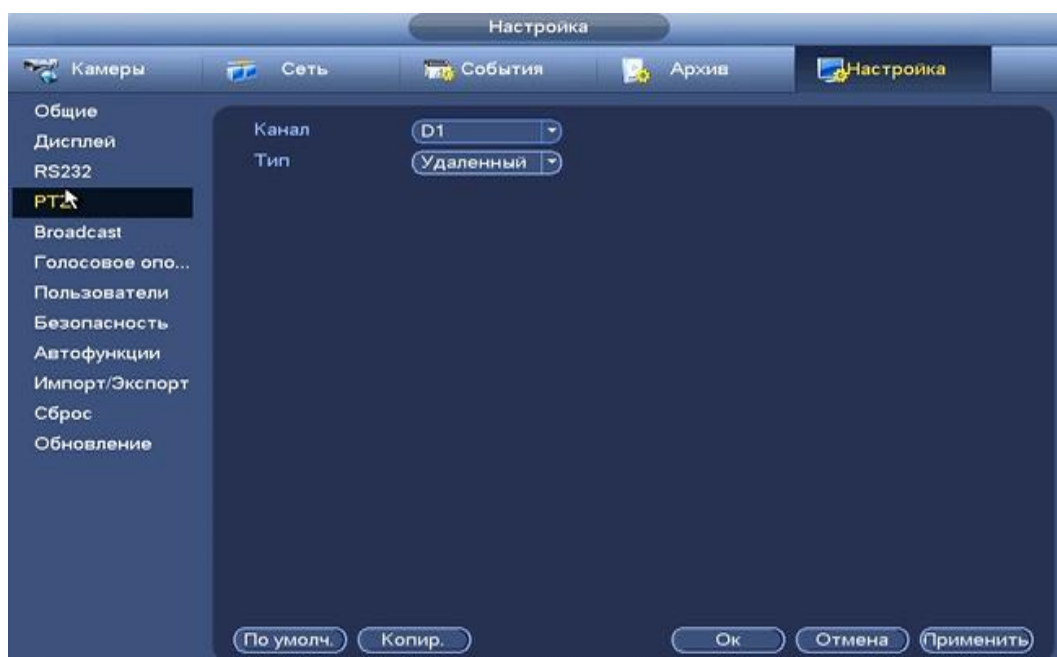 Настройка
Камеры Сеть События Архив Настройка
Общие
Дисплей
RS232
PTZ
Broadcast
Голосовое опо...
Пользователи
Безопасность
Автофункции
Импорт/Экспорт
Сброс
Обновление
Канал D1
Тип Удаленный
По умолч. Копир. Ок Отмена Применить